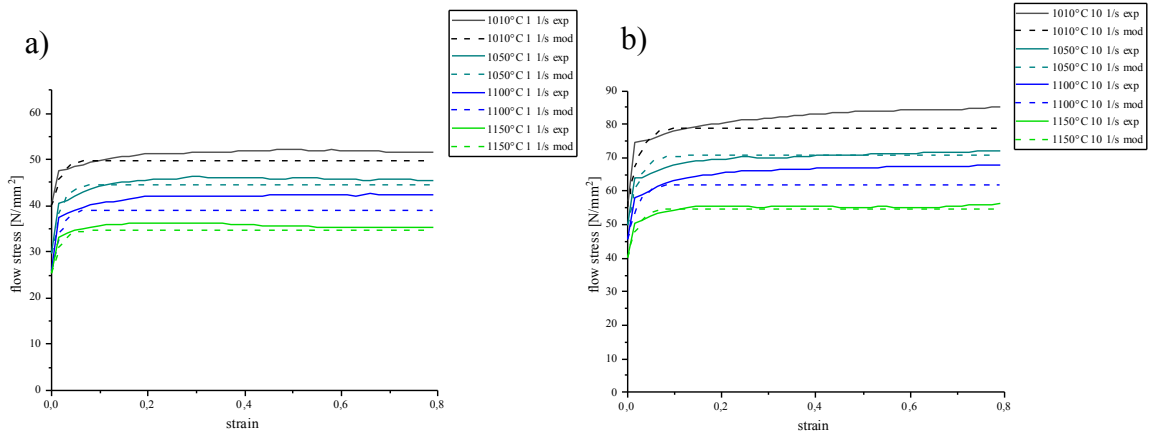 a)
1010°C 1 1/s exp
1010°C 1 1/s mod
1050°C 1 1/s exp
1050°C 1 1/s mod
1100°C 1 1/s exp
1100°C 1 1/s mod
1150°C 1 1/s exp
1150°C 1 1/s mod
flow stress [N/mm²]
60
50
40
30
20
10
0
0,0
0,2
0,4
0,6
0,8
strain
b)
1010°C 10 1/s exp
1010°C 10 1/s mod
1050°C 10 1/s exp
1050°C 10 1/s mod
1100°C 10 1/s exp
1100°C 10 1/s mod
1150°C 10 1/s exp
1150°C 10 1/s mod
flow stress [N/mm²]
90
80
70
60
50
40
30
20
10
0
0,0
0,2
0,4
0,6
0,8
strain